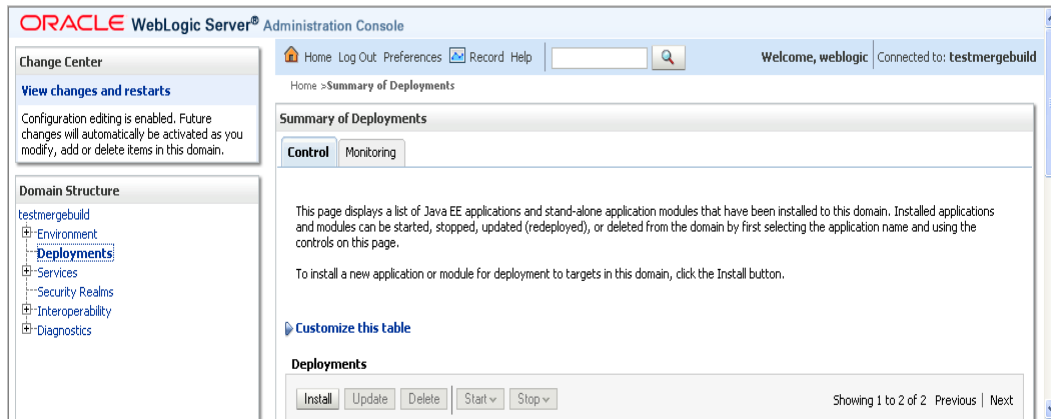 ORACLE WebLogic Server® Administration Console
Change Center
View changes and restarts
Configuration editing is enabled. Future
changes will automatically be activated as you
modify, add or delete items in this domain.
Domain Structure
testmergebuild
Environment
Deployments
Services
Security Realms
Interoperability
Diagnostics
Home Log Out Preferences Record Help
Welcome, weblogic Connected to: testmergebuild
Home >Summary of Deployments
Summary of Deployments
Control Monitoring
This page displays a list of Java EE applications and stand-alone application modules that have been installed to this domain. Installed applications
and modules can be started, stopped, updated (redeployed), or deleted from the domain by first selecting the application name and using the
controls on this page.
To install a new application or module for deployment to targets in this domain, click the Install button.
Customize this table
Deployments
Install Update Delete Start Stop
Showing 1 to 2 of 2 Previous | Next